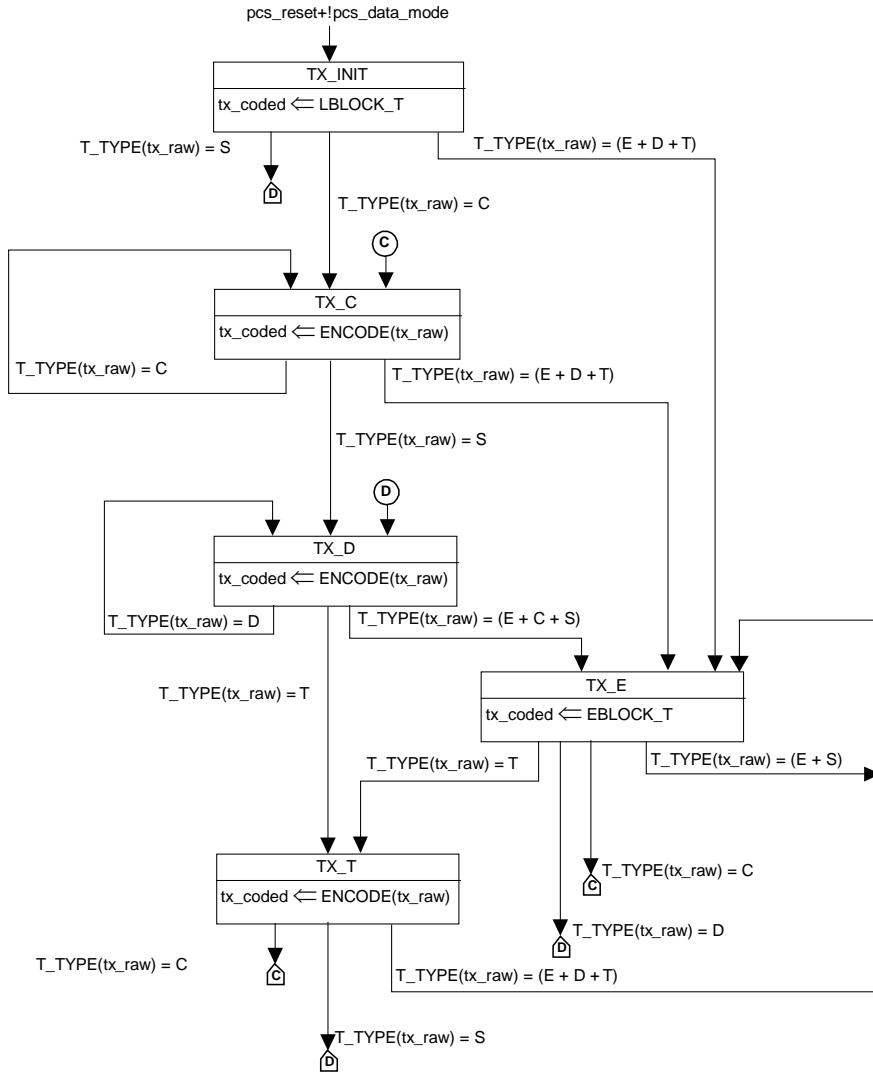 pcs_reset+!pcs_data_mode
TX_INIT
tx_coded ⇐ LBLOCK_T
T_TYPE(tx_raw) = S
T_TYPE(tx_raw) = (E + D + T)
D
T_TYPE(tx_raw) = C
C
TX_C
tx_coded ⇐ ENCODE(tx_raw)
T_TYPE(tx_raw) = C
T_TYPE(tx_raw) = (E + D + T)
T_TYPE(tx_raw) = S
D
TX_D
tx_coded ⇐ ENCODE(tx_raw)
T_TYPE(tx_raw) = D
T_TYPE(tx_raw) = (E + C + S)
T_TYPE(tx_raw) = T
TX_E
tx_coded ⇐ EBLOCK_T
T_TYPE(tx_raw) = T
T_TYPE(tx_raw) = (E + S)
TX_T
tx_coded ⇐ ENCODE(tx_raw)
T_TYPE(tx_raw) = C
C
T_TYPE(tx_raw) = D
D
T_TYPE(tx_raw) = C
C
T_TYPE(tx_raw) = (E + D + T)
T_TYPE(tx_raw) = S
D